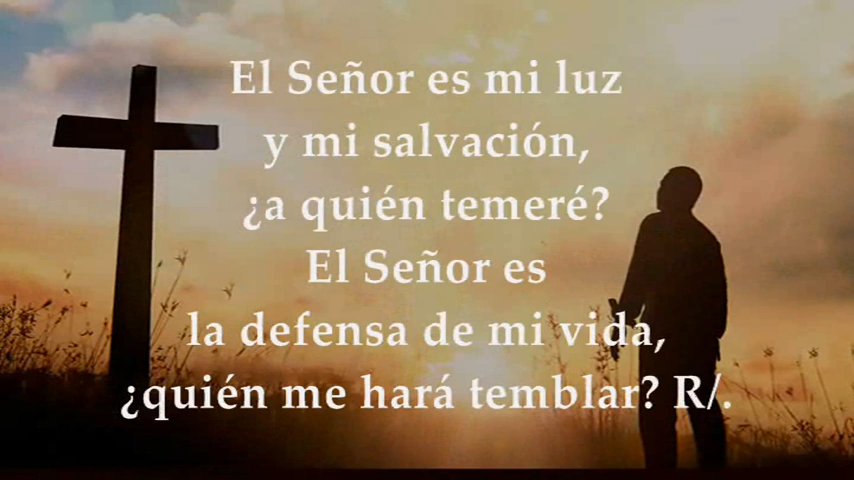 El Señor es mi luz
y mi salvación,
¿a quién temeré?
El Señor es
la defensa de mi vida,
¿quién me hará temblar? R/.